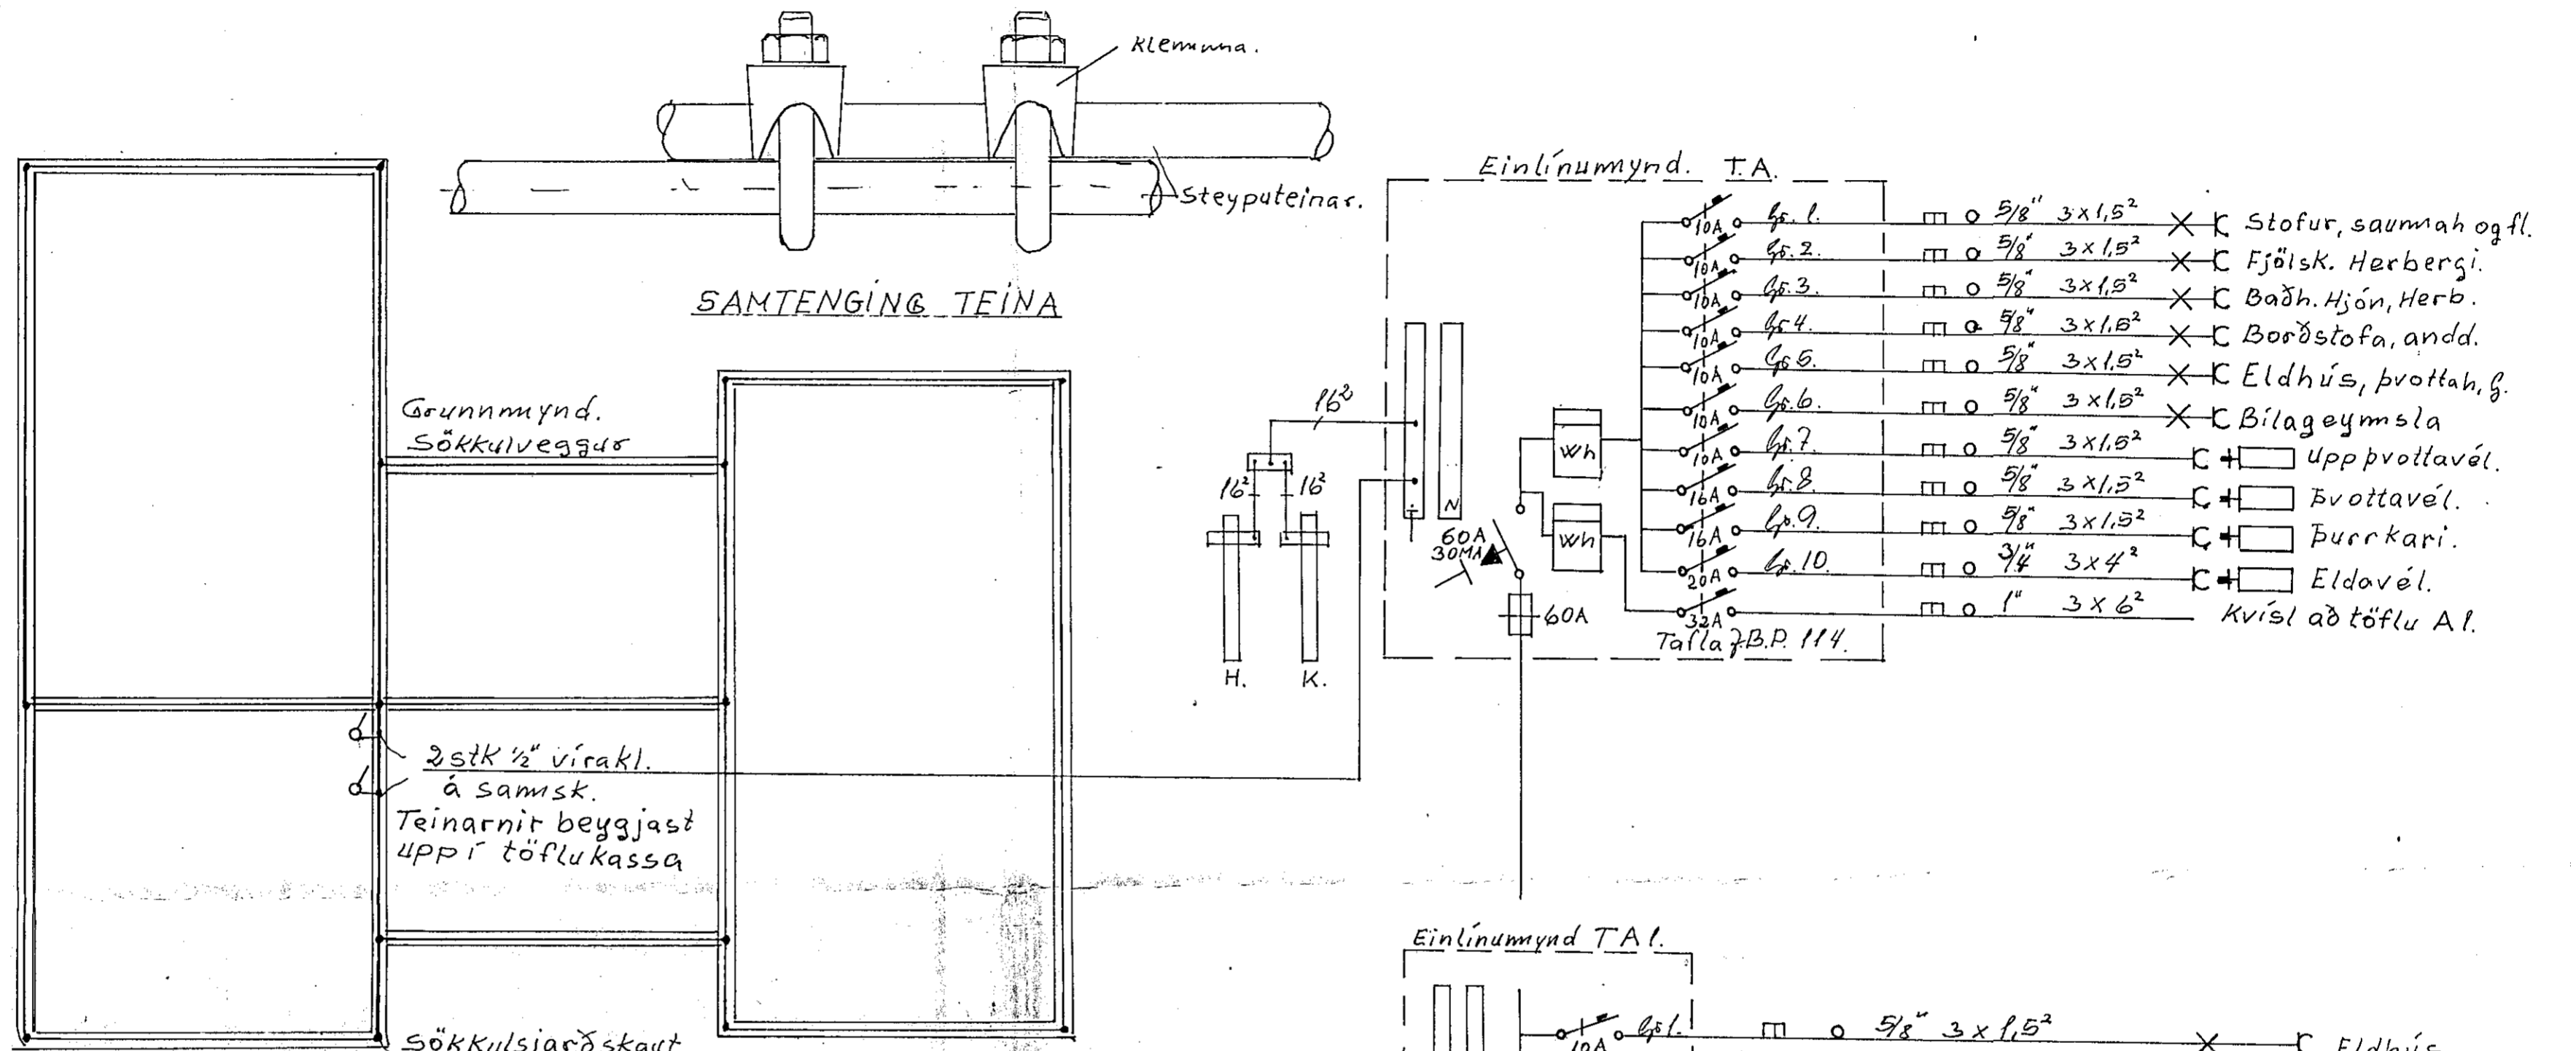 Klemma.
Steyputeinar.
SAMTENGING TEINA
Grunnmynd.
Sökkulveggur
2 stk 1/2" vírakl.
á samsk.
Teinarnir beygjast
upp í töflukassa
Sökkulsjarðskaut
16²
16² 16²
H. K.
Einlínumynd. T.A.
10A Gr. 1. 5/8" 3x1,5² Stofur, saumah og fl.
10A Gr. 2. 5/8" 3x1,5² Fjölsk. Herbergi.
10A Gr. 3. 5/8" 3x1,5² Baðh. Hjón, Herb.
10A Gr 4. 5/8" 3x1,5² Borðstofa, andd.
10A Gr 5. 5/8" 3x1,5² Eldhús, þvottah, G.
10A Gr. 6. 5/8" 3x1,5² Bílageymsla
10A Gr. 7 5/8" 3x1,5² Uppþvottavél.
16A Gr. 8. 5/8" 3x1,5² Þvottavél.
16A Gr. 9. 5/8" 3x1,5² Þurrkari.
20A Gr. 10. 3/4" 3x4² Eldavél.
32A 1" 3x6² Kvísl að töflu A1.
Wh
Wh
N
60A
30MA
60A
Tafla J.B.P. 114.
Einlínumynd TA1.
10A Gr 1. 5/8" 3x1,5² Eldhús